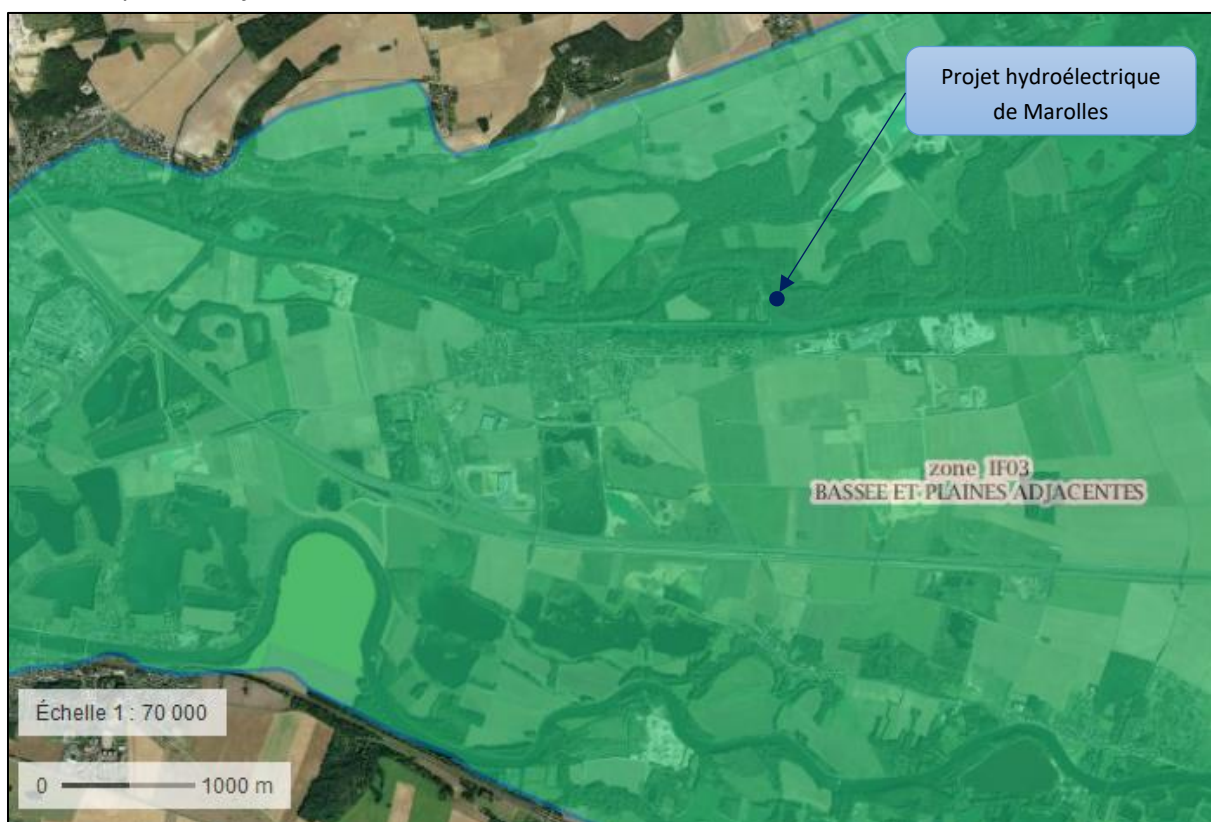 Projet hydroélectrique
de Marolles
zone IF03
BASSEE ET PLAINES ADJACENTES
Échelle 1 : 70 000
0 1000 m